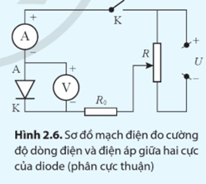 +
A
K
R
+
U
−
A
+
V
−
K
R₀
Hình 2.6. Sơ đồ mạch điện đo cường
độ dòng điện và điện áp giữa hai cực
của diode (phân cực thuận)